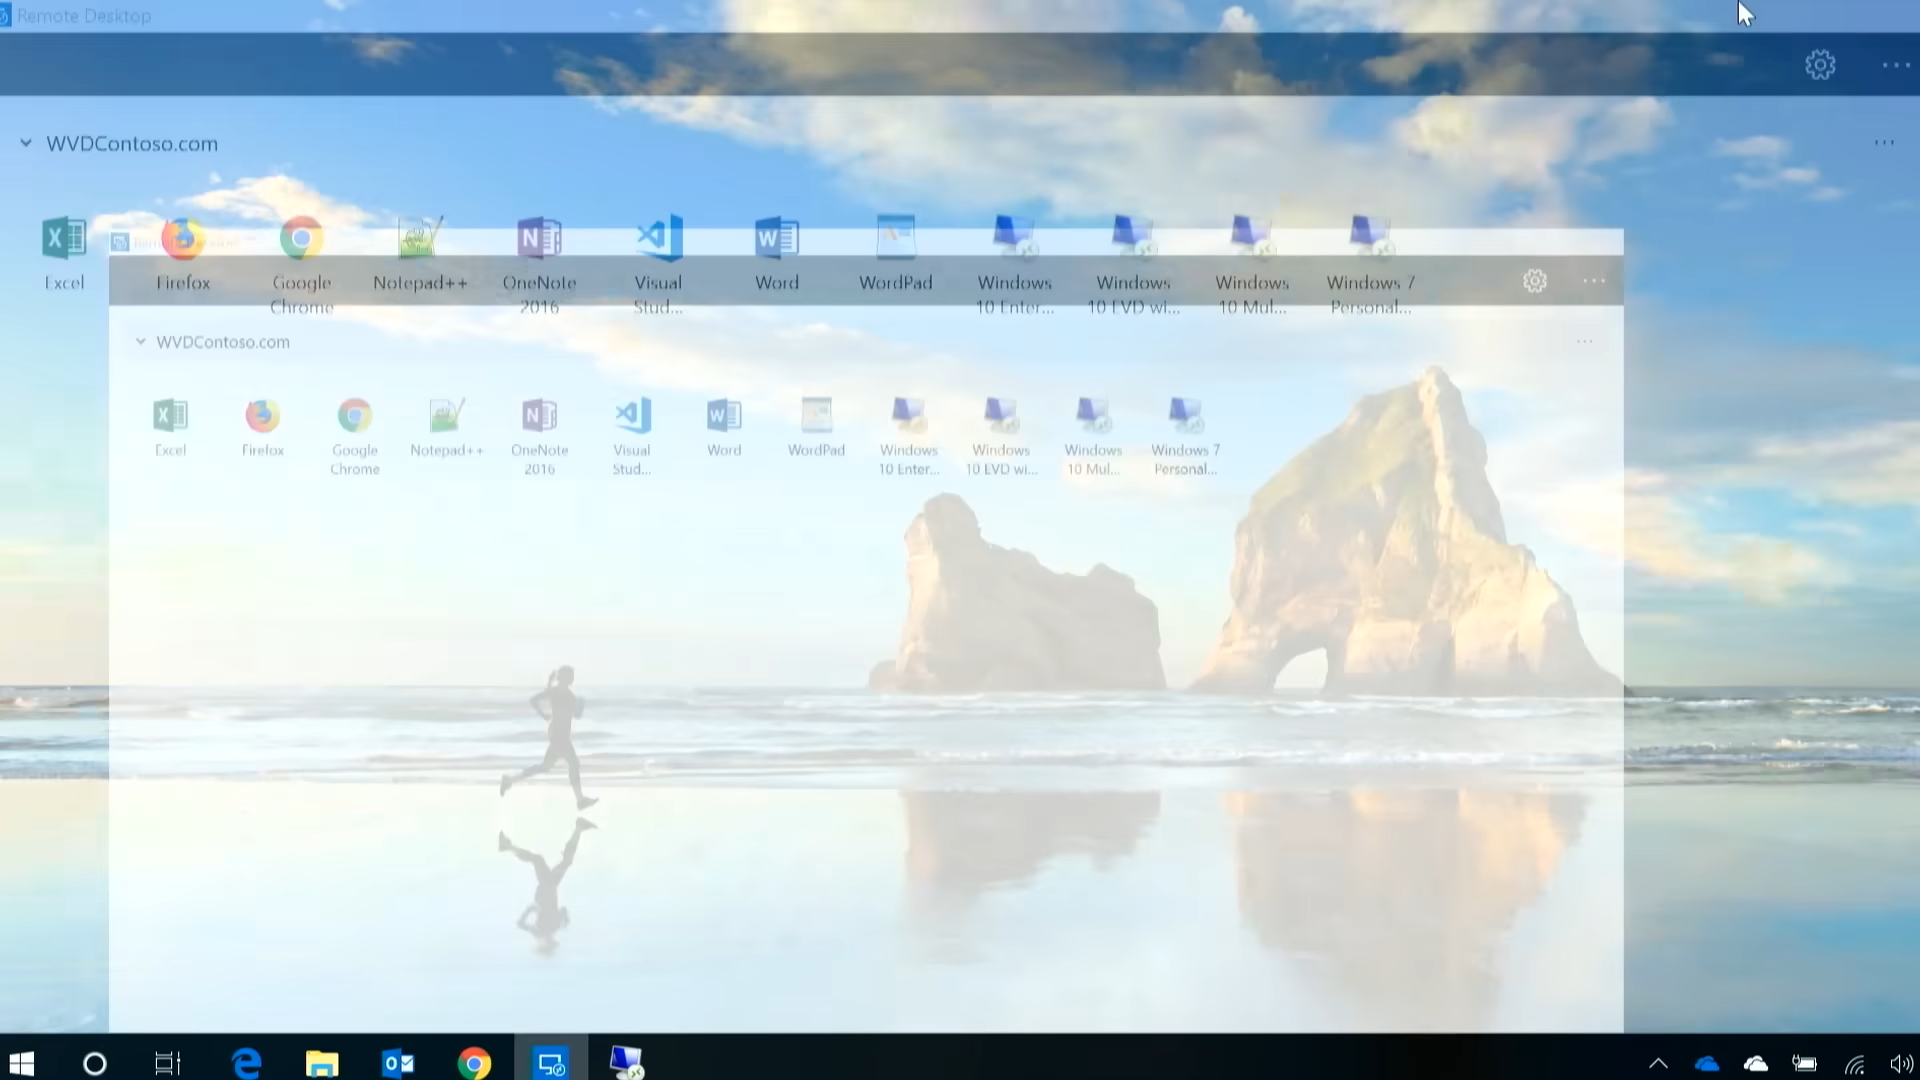 Remote Desktop
WVDContoso.com
Excel
Firefox
Google
Chrome
Notepad++
OneNote
2016
Visual
Stud...
Word
WordPad
Windows
10 Enter...
Windows
10 EVD wi...
Windows
10 Mul...
Windows 7
Personal...
WVDContoso.com
Excel
Firefox
Google
Chrome
Notepad++
OneNote
2016
Visual
Stud...
Word
WordPad
Windows
10 Enter...
Windows
10 EVD wi...
Windows
10 Mul...
Windows 7
Personal...